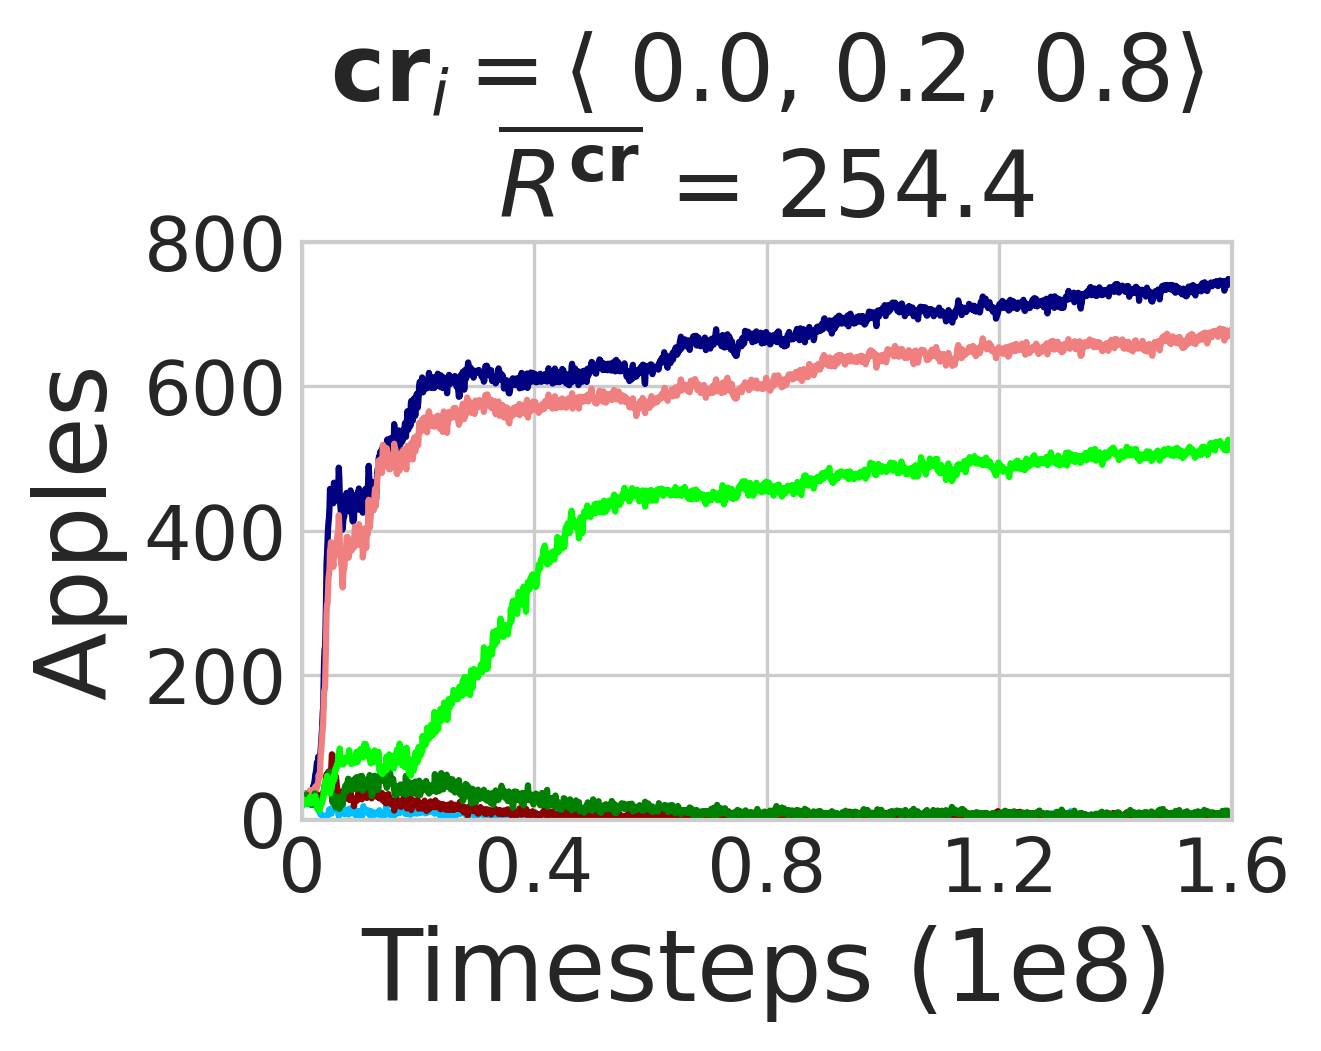 cr_i = ⟨ 0.0, 0.2, 0.8⟩
\overline{R^{cr}} = 254.4
800
600
400
200
0
Apples
0 0.4 0.8 1.2 1.6
Timesteps (1e8)